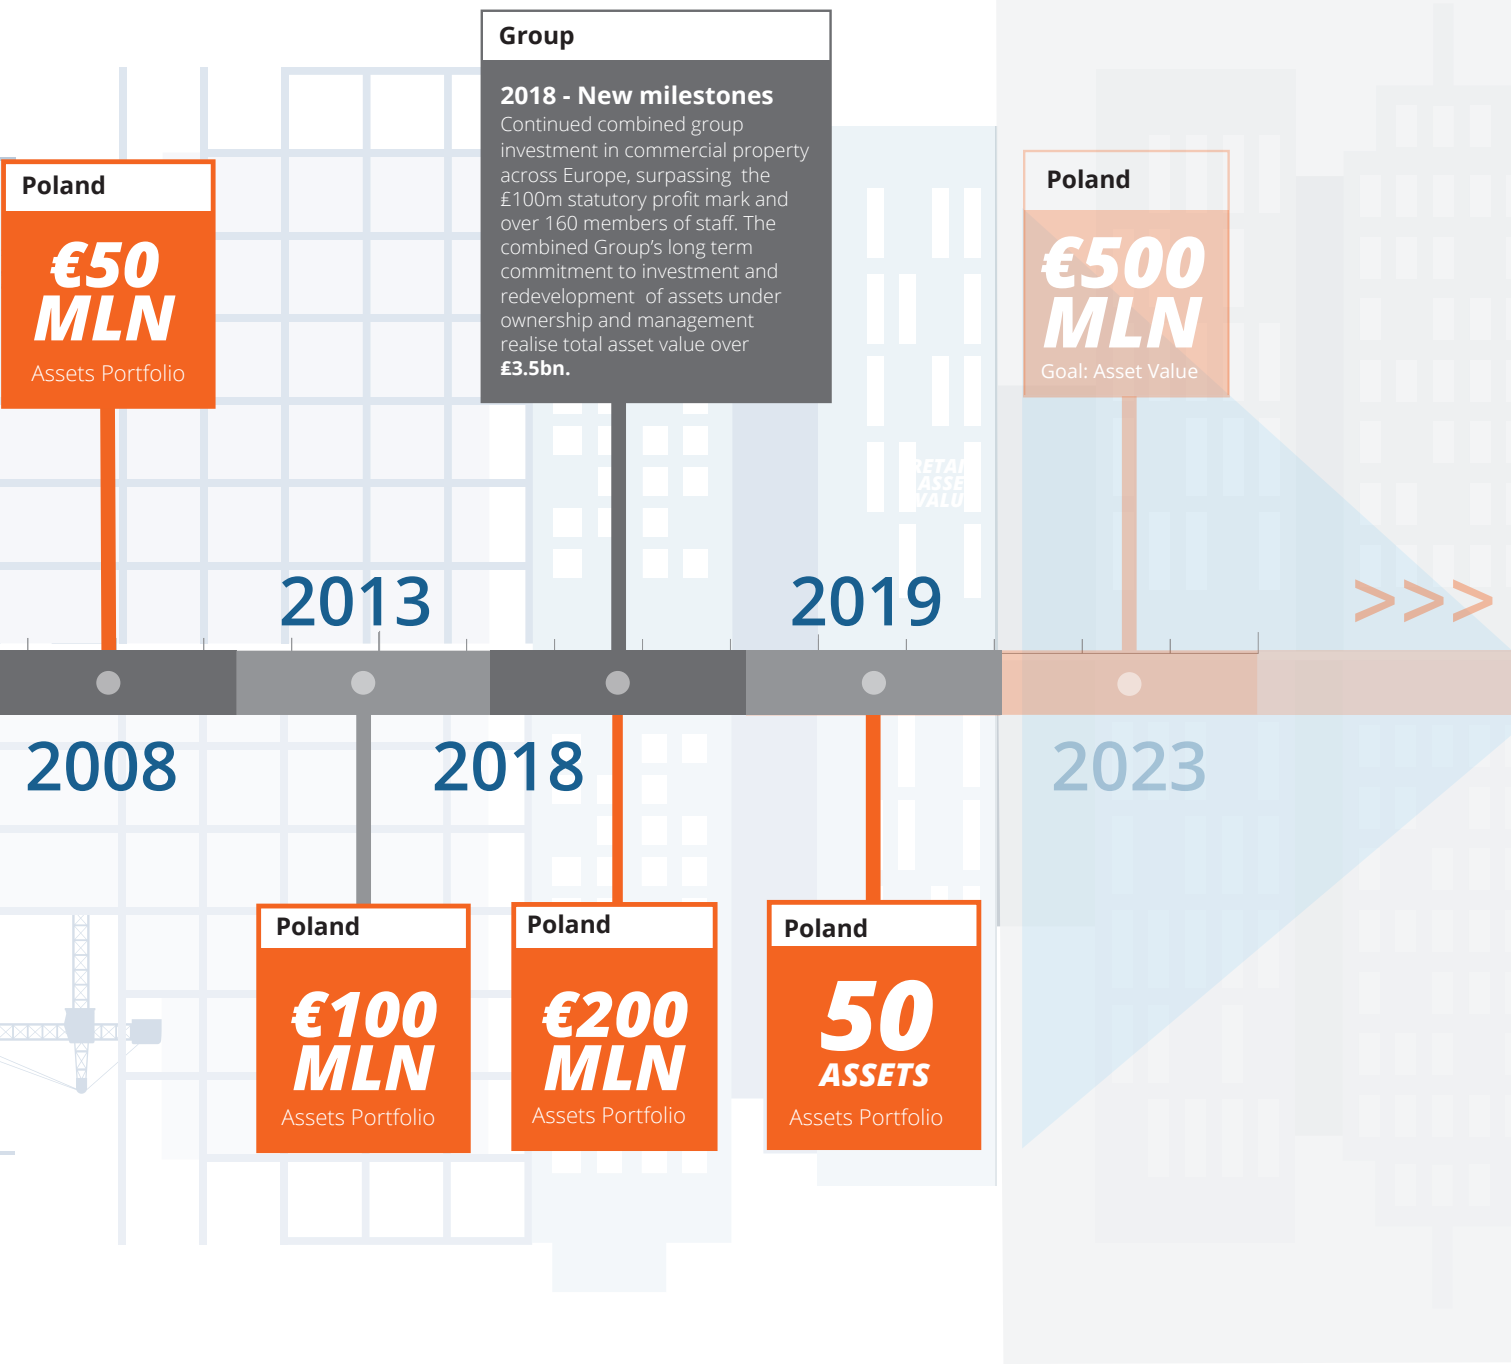 Group
2018 - New milestones
Continued combined group
investment in commercial property
across Europe, surpassing the
£100m statutory profit mark and
over 160 members of staff. The
combined Group's long term
commitment to investment and
redevelopment of assets under
ownership and management
realise total asset value over
£3.5bn.
Poland
€50
MLN
Assets Portfolio
Poland
€500
MLN
Goal: Asset Value
2013
2019
>>>
2008
2018
2023
Poland
€100
MLN
Assets Portfolio
Poland
€200
MLN
Assets Portfolio
Poland
50
ASSETS
Assets Portfolio